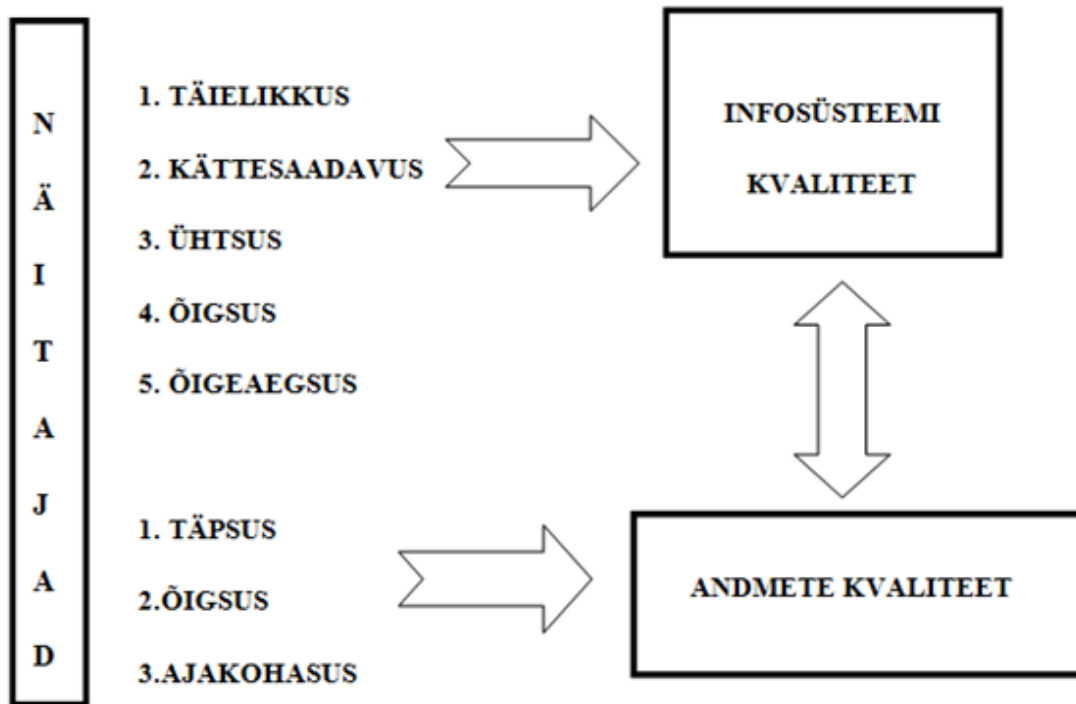 NÄITAJAD
1. TÄIELIKKUS
2. KÄTTESAADAVUS
3. ÜHTSUS
4. ÕIGSUS
5. ÕIGEAEGSUS
INFOSÜSTEEMI
KVALITEET
1. TÄPSUS
2.ÕIGSUS
3.AJAKOHASUS
ANDMETE KVALITEET